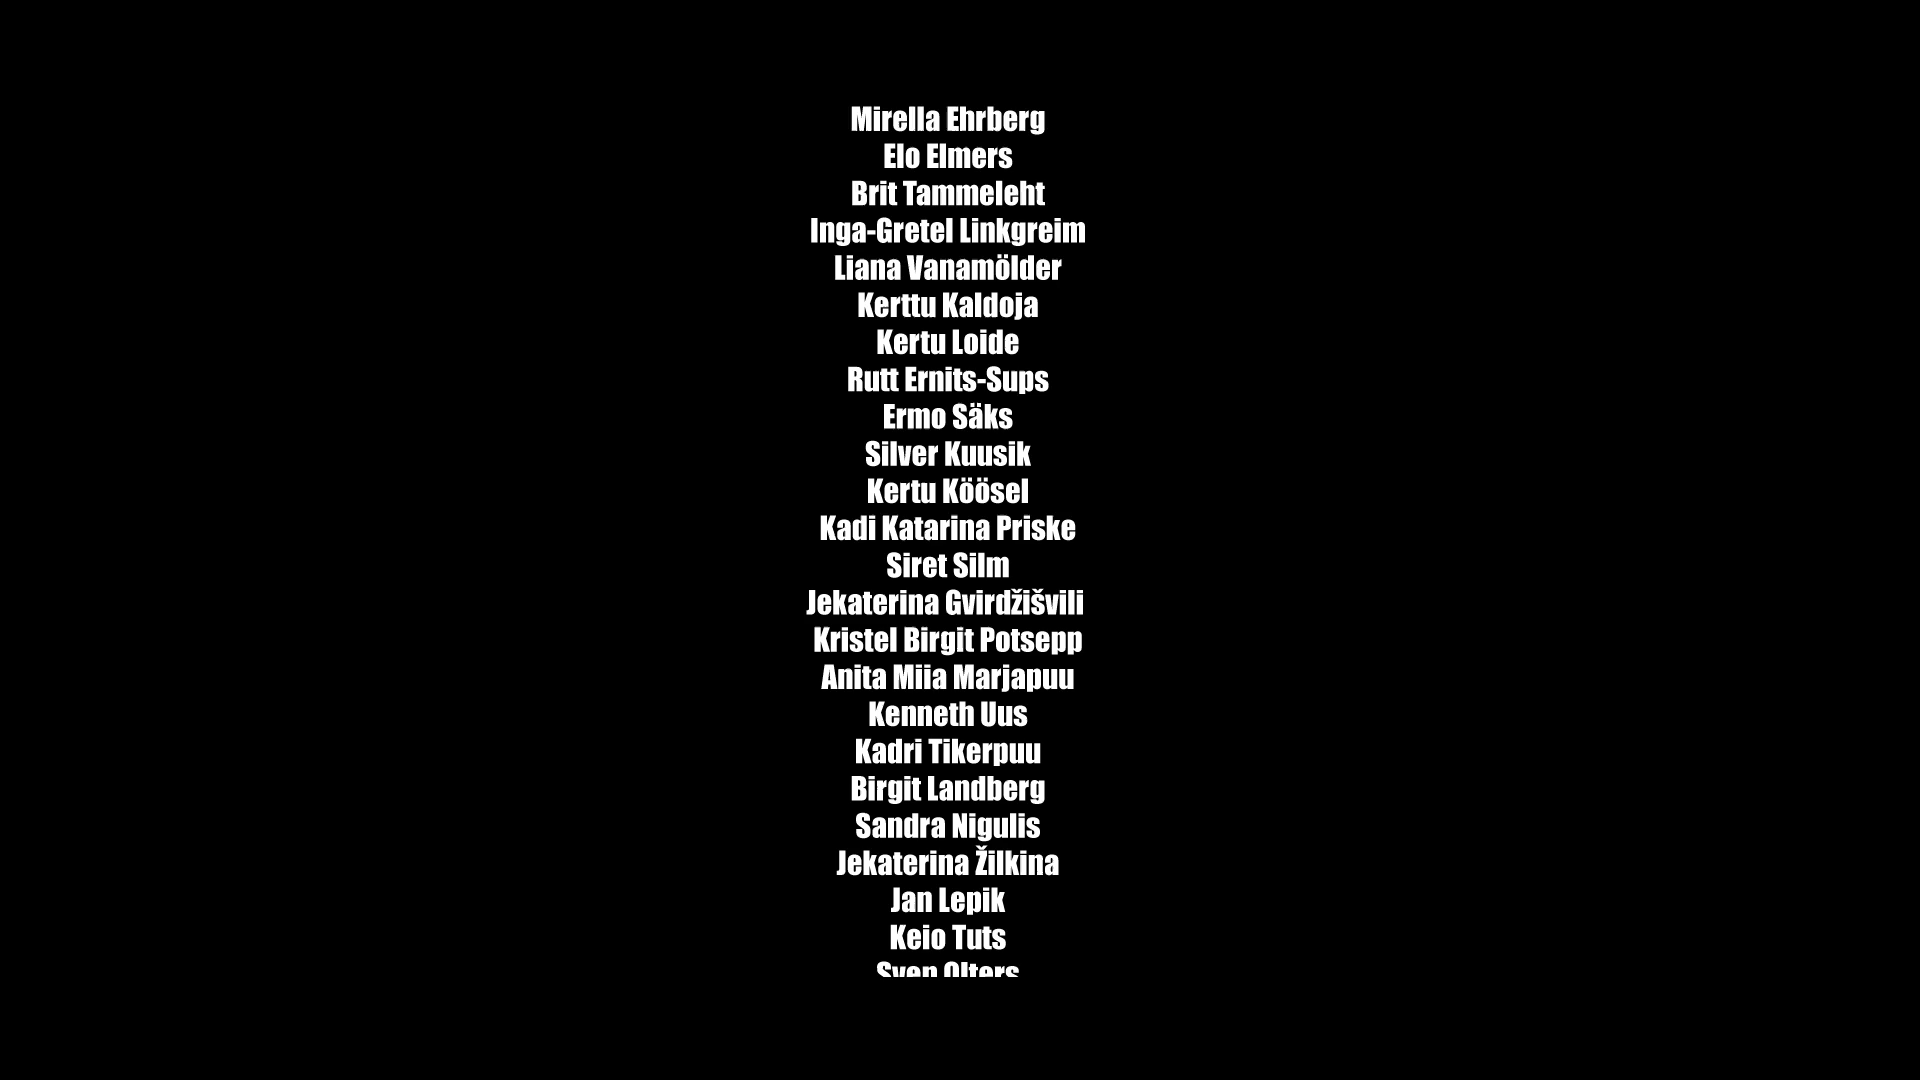 Mirella Ehrberg
Elo Elmers
Brit Tammeleht
Inga-Gretel Linkgreim
Liana Vanamölder
Kerttu Kaldoja
Kertu Loide
Rutt Ernits-Sups
Ermo Säks
Silver Kuusik
Kertu Köösel
Kadi Katarina Priske
Siret Silm
Jekaterina Gvirdžišvili
Kristel Birgit Potsepp
Anita Miia Marjapuu
Kenneth Uus
Kadri Tikerpuu
Birgit Landberg
Sandra Nigulis
Jekaterina Žilkina
Jan Lepik
Keio Tuts
Sven Olters